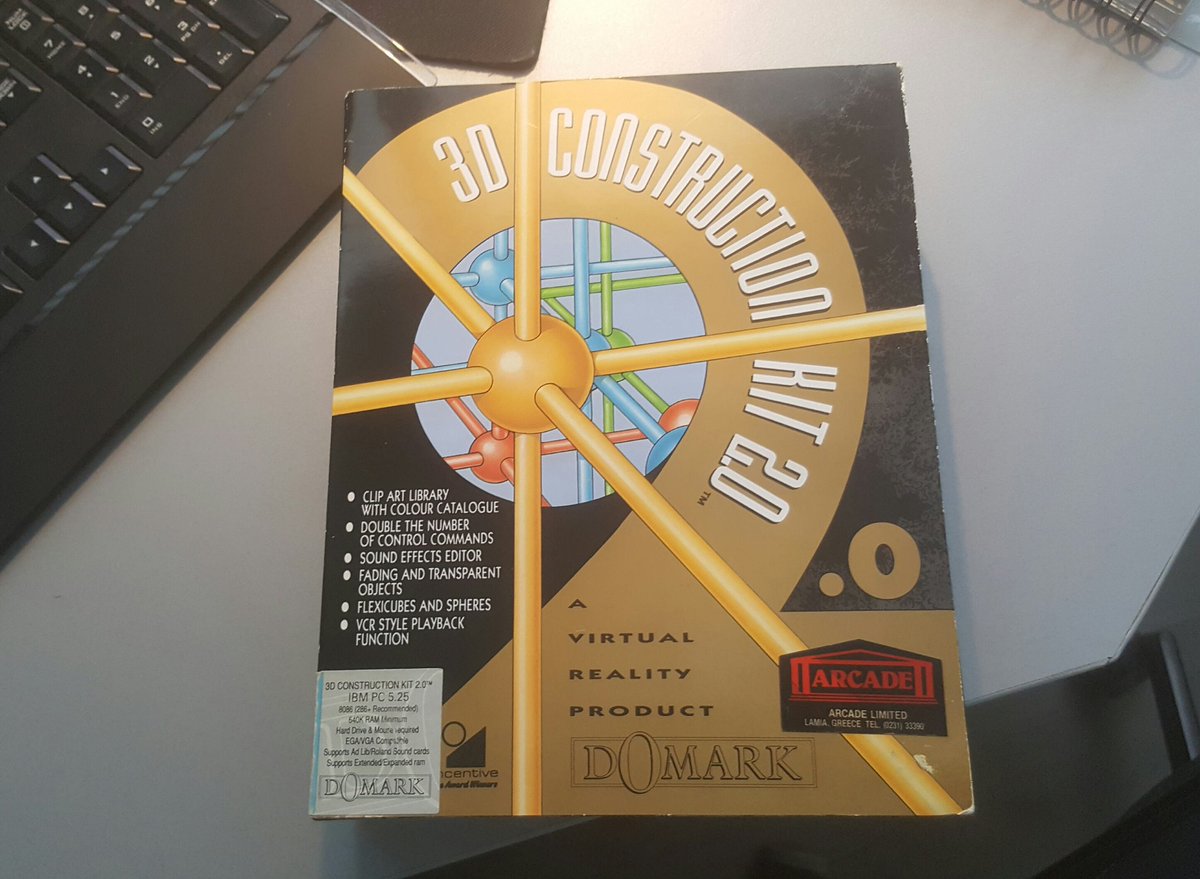 3D CONSTRUCTION KIT 2.0™
.0
CLIP ART LIBRARY
WITH COLOUR CATALOGUE
DOUBLE THE NUMBER
OF CONTROL COMMANDS
SOUND EFFECTS EDITOR
FADING AND TRANSPARENT
OBJECTS
FLEXICUBES AND SPHERES
VCR STYLE PLAYBACK
FUNCTION
A
VIRTUAL
REALITY
PRODUCT
DOMARK
3D CONSTRUCTION KIT 2.0™
IBM PC 5.25
8086 (286+ Recommended)
640K RAM Minimum
Hard Drive & Mouse required
EGA/VGA Compatible
Supports Ad Lib/Roland Sound cards
Supports Extended/Expanded ram
DOMARK
ncentive
Award Winners
ARCADE
ARCADE LIMITED
LAMIA, GREECE TEL. (0231) 33390